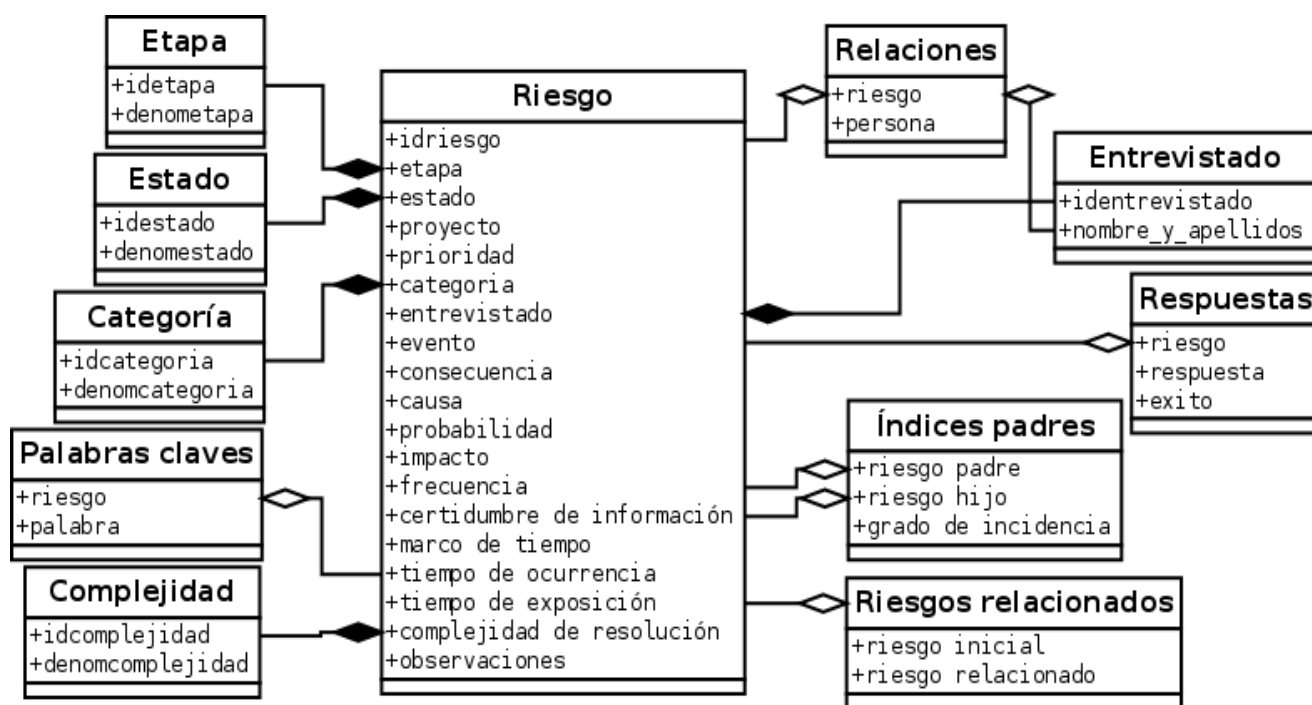 Etapa
+idetapa
+denometapa
Estado
+idestado
+denomestado
Categoría
+idcategoria
+denomcategoria
Palabras claves
+riesgo
+palabra
Complejidad
+idcomplejidad
+denomcomplejidad
Riesgo
+idriesgo
+etapa
+estado
+proyecto
+prioridad
+categoria
+entrevistado
+evento
+consecuencia
+causa
+probabilidad
+impacto
+frecuencia
+certidumbre de información
+marco de tiempo
+tiempo de ocurrencia
+tiempo de exposición
+complejidad de resolución
+observaciones
Relaciones
+riesgo
+persona
Entrevistado
+identrevistado
+nombre_y_apellidos
Respuestas
+riesgo
+respuesta
+exito
Índices padres
+riesgo padre
+riesgo hijo
+grado de incidencia
Riesgos relacionados
+riesgo inicial
+riesgo relacionado